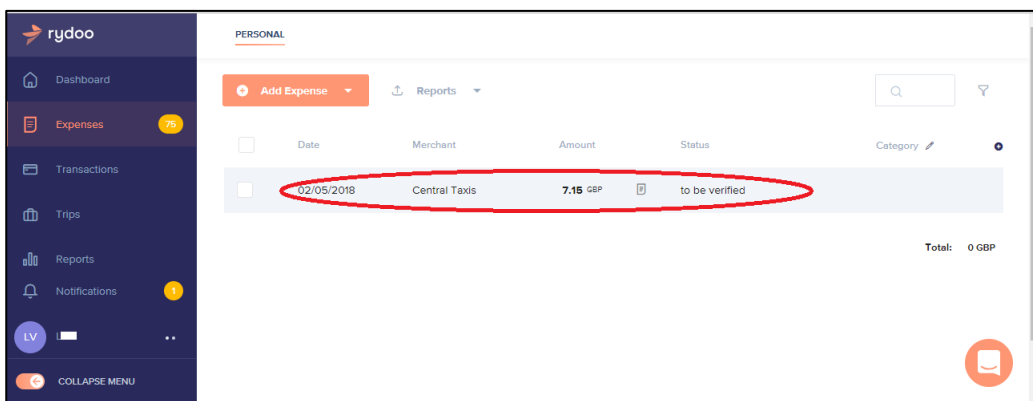 rydoo
PERSONAL
Dashboard
Add Expense
Reports
Expenses 75
Date Merchant Amount Status Category
Transactions
02/05/2018 Central Taxis 7.15 GBP to be verified
Trips
Total: 0 GBP
Reports
Notifications 1
LV L
COLLAPSE MENU